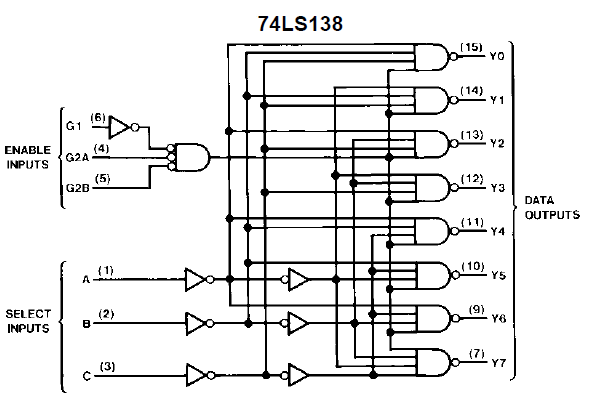 74LS138
(15) Y0
(14) Y1
G1 (6)
(13) Y2
ENABLE
INPUTS
G2A (4)
G2B (5)
(12) Y3
DATA
OUTPUTS
(11) Y4
A (1)
(10) Y5
SELECT
INPUTS
B (2)
(9) Y6
C (3)
(7) Y7